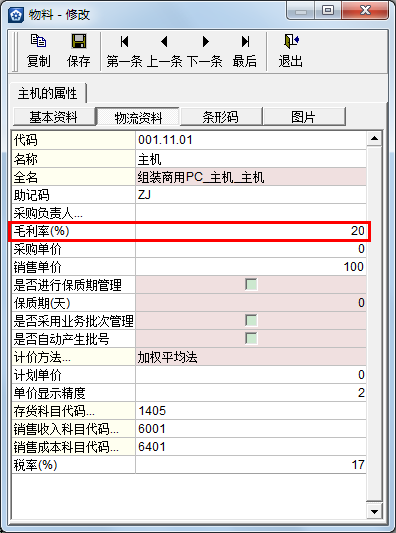 物料 - 修改
复制 保存 第一条 上一条 下一条 最后 退出
主机的属性
基本资料 物流资料 条形码 图片
代码 001.11.01
名称 主机
全名 组装商用PC_主机_主机
助记码 ZJ
采购负责人...
毛利率(%) 20
采购单价 0
销售单价 100
是否进行保质期管理
保质期(天) 0
是否采用业务批次管理
是否自动产生批号
计价方法... 加权平均法
计划单价 0
单价显示精度 2
存货科目代码... 1405
销售收入科目代码... 6001
销售成本科目代码... 6401
税率(%) 17